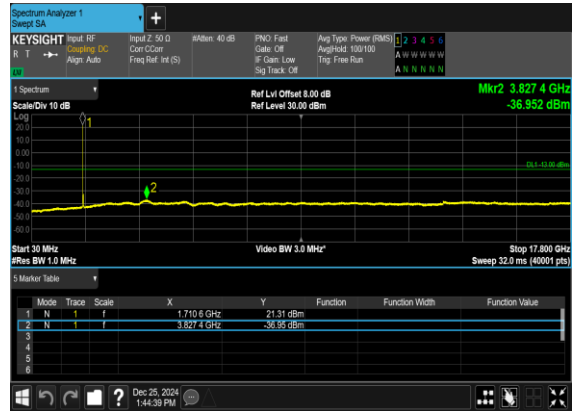 Spectrum Analyzer 1
Swept SA
+
KEYSIGHT Input: RF Input Z: 50 Ω #Atten: 40 dB PNO: Fast Avg Type: Power (RMS) 1 2 3 4 5 6
R T Coupling: DC Corr CCorr Gate: Off Avg|Hold: 100/100 A W W W W W
Align: Auto Freq Ref: Int (S) IF Gain: Low Trig: Free Run
Sig Track: Off A N N N N N
1 Spectrum Ref Lvl Offset 8.00 dB Mkr2 3.827 4 GHz
Scale/Div 10 dB Ref Level 30.00 dBm -36.952 dBm
Log
20.0
10.0
0.00
-10.0
-20.0
-30.0
-40.0
-50.0
-60.0
1
2
DL1 -13.00 dBm
Start 30 MHz Video BW 3.0 MHz* Stop 17.800 GHz
#Res BW 1.0 MHz Sweep 32.0 ms (40001 pts)
5 Marker Table
Mode Trace Scale X Y Function Function Width Function Value
1 N 1 f 1.710 6 GHz 21.31 dBm
2 N 1 f 3.827 4 GHz -36.95 dBm
3
4
5
6
? Dec 25, 2024
1:44:39 PM